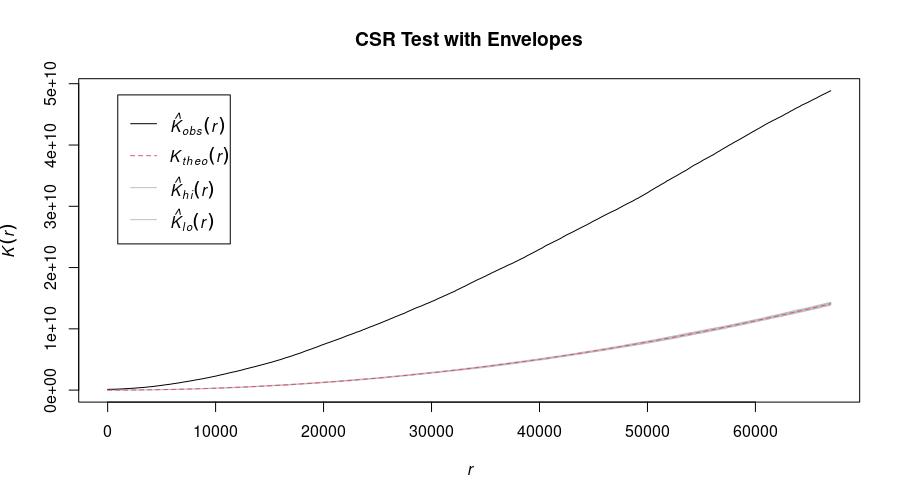 CSR Test with Envelopes
K(r)
5e+10
4e+10
3e+10
2e+10
1e+10
0e+00
K̂obs(r)
Ktheo(r)
K̂hi(r)
K̂lo(r)
0 10000 20000 30000 40000 50000 60000
r